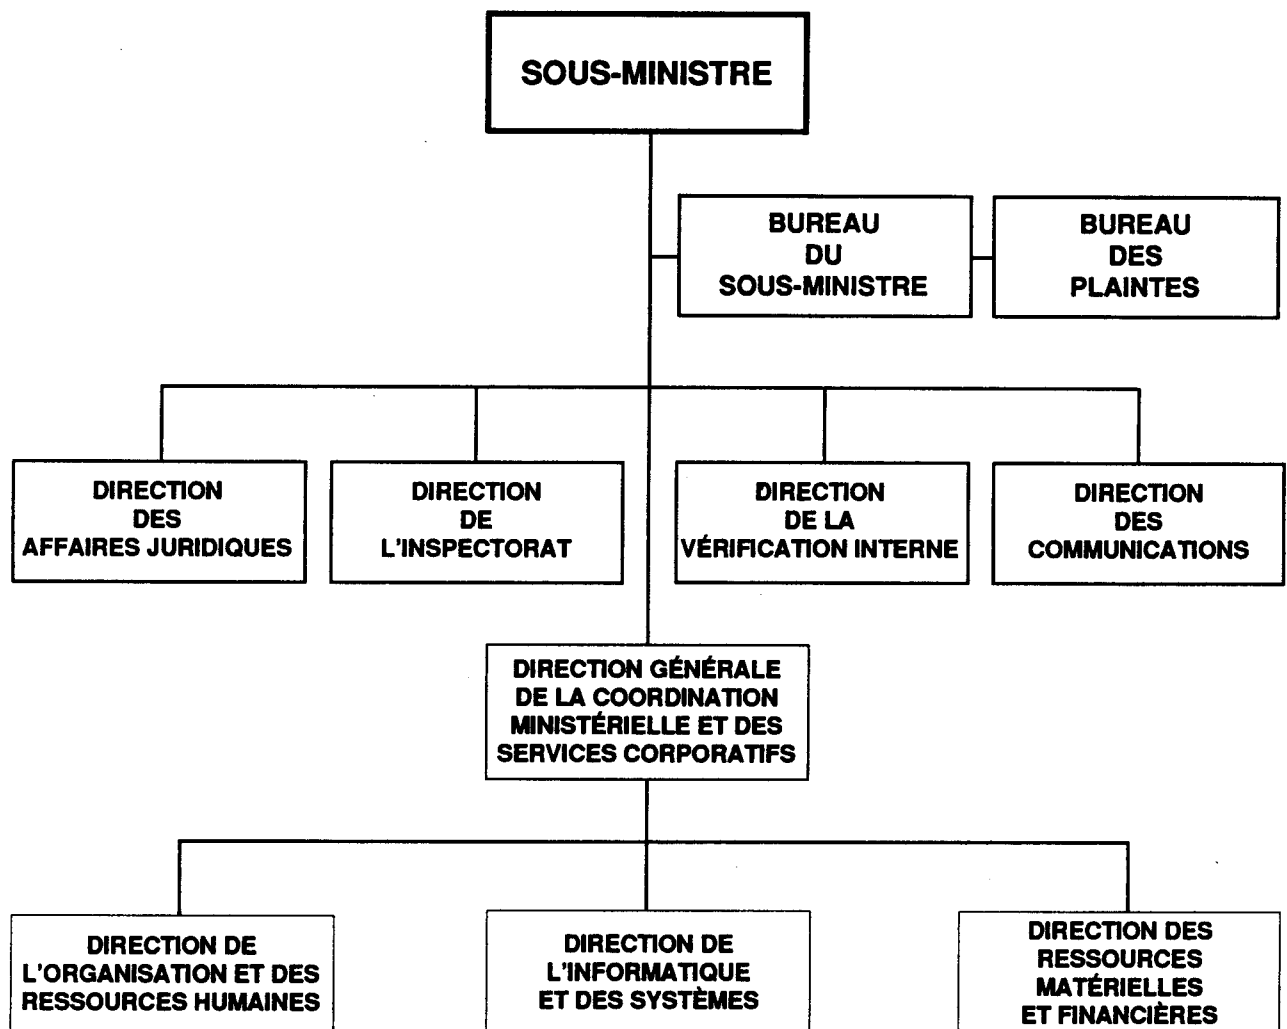 SOUS-MINISTRE
BUREAU
DU
SOUS-MINISTRE
BUREAU
DES
PLAINTES
DIRECTION
DES
AFFAIRES JURIDIQUES
DIRECTION
DE
L'INSPECTORAT
DIRECTION
DE LA
VÉRIFICATION INTERNE
DIRECTION
DES
COMMUNICATIONS
DIRECTION GÉNÉRALE
DE LA COORDINATION
MINISTÉRIELLE ET DES
SERVICES CORPORATIFS
DIRECTION DE
L'ORGANISATION ET DES
RESSOURCES HUMAINES
DIRECTION DE
L'INFORMATIQUE
ET DES SYSTÈMES
DIRECTION DES
RESSOURCES
MATÉRIELLES
ET FINANCIÈRES